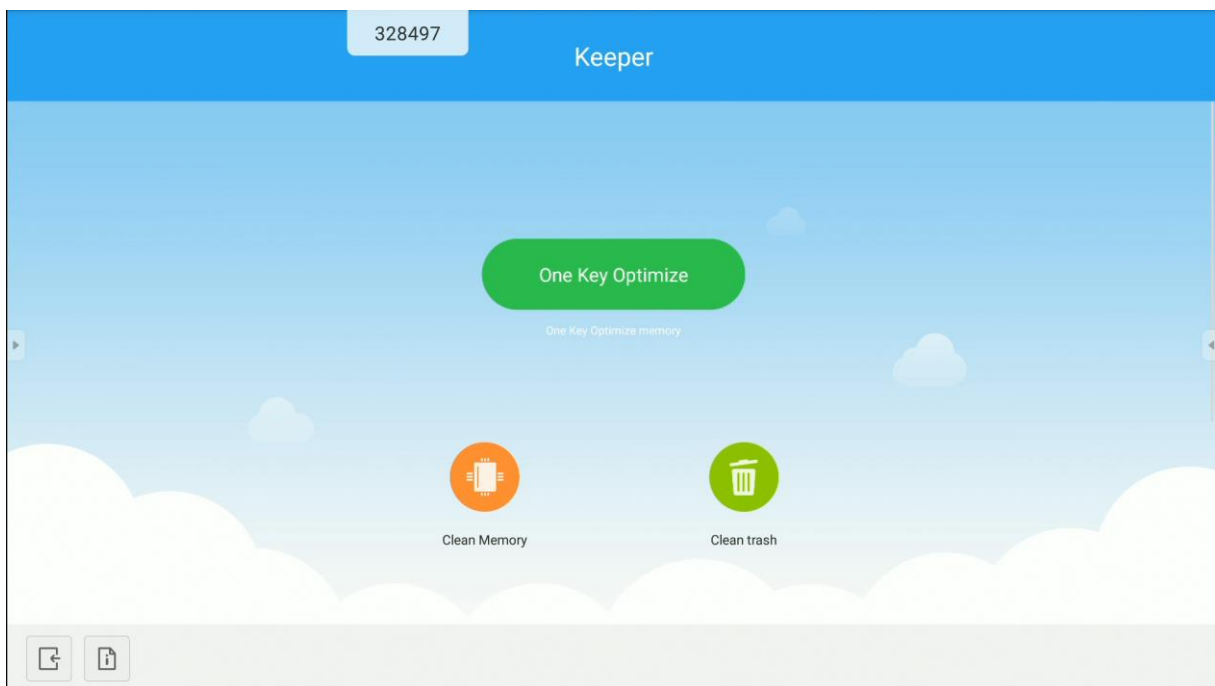 328497
Keeper
One Key Optimize
One Key Optimize memory
Clean Memory
Clean trash